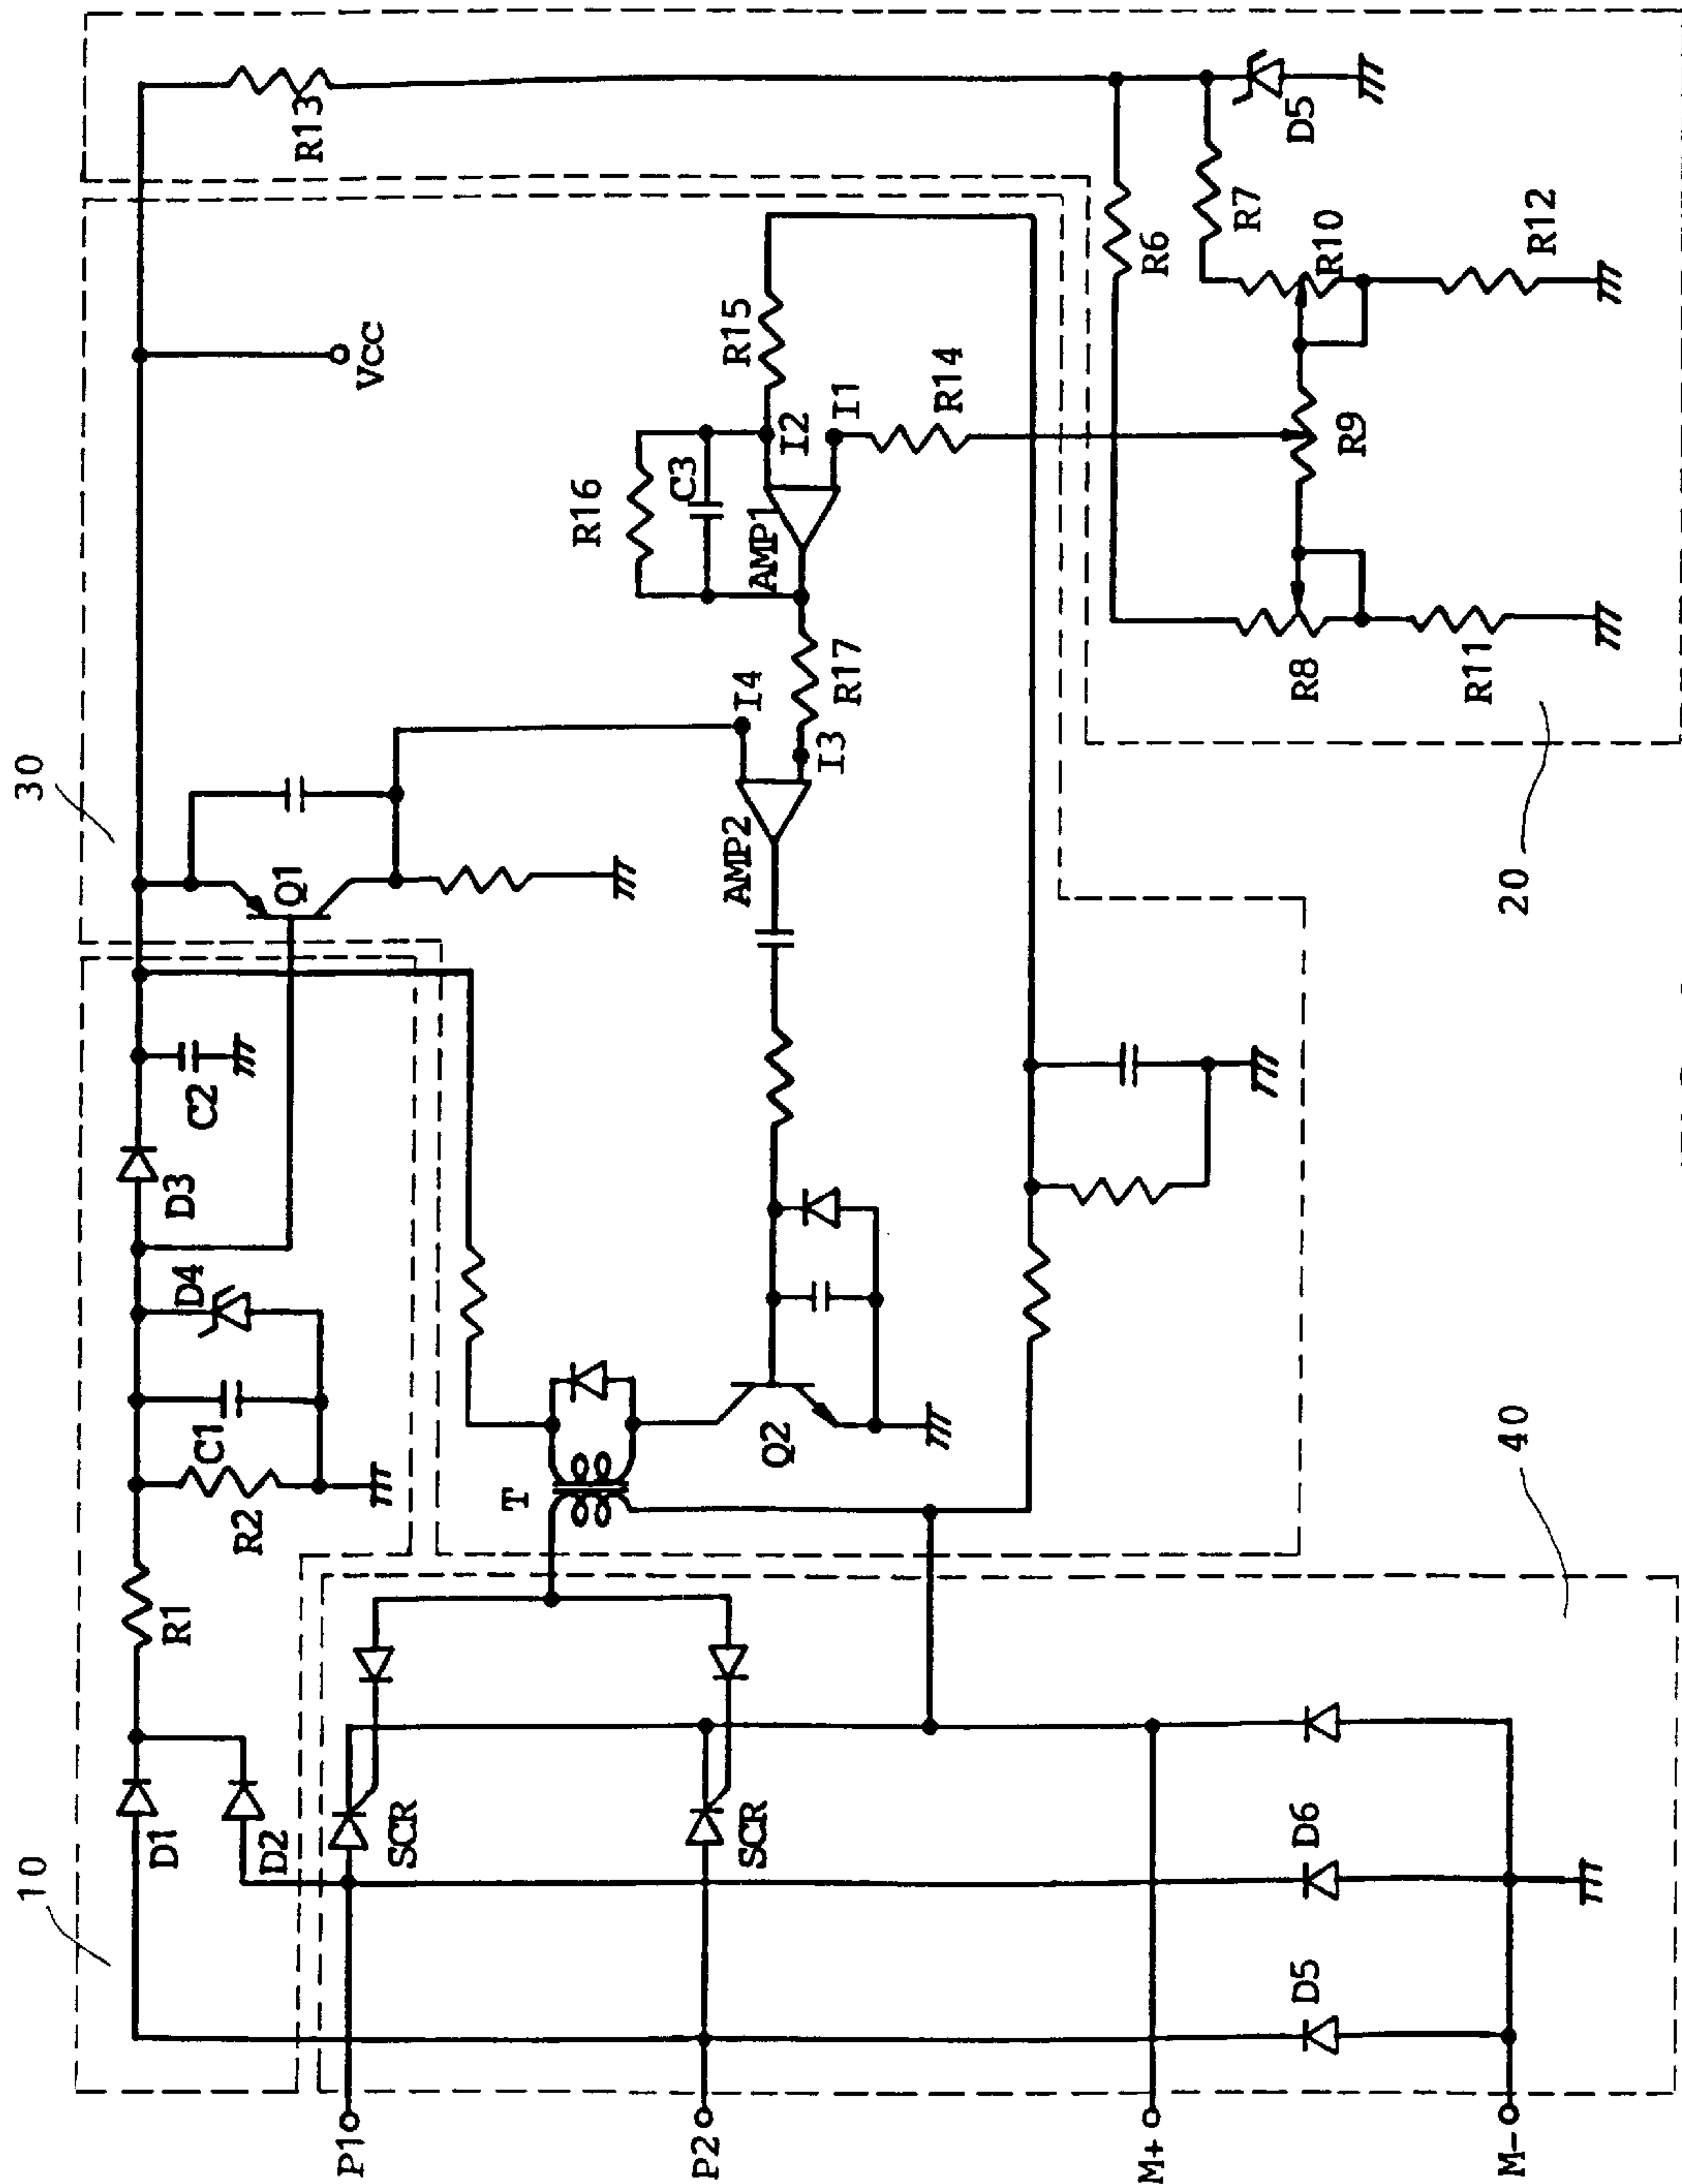 10
30
D1
D2
R1
R2
C1
D4
D3
C2
Q1
Vcc
R13
P1
SCR
T
I4
R16
C3
AMP2
I3
R17
AMP1
I2
I1
R15
R14
P2
SCR
Q2
R6
R7
D5
M+
D5
D6
40
20
R8
R9
R10
R11
R12
M-